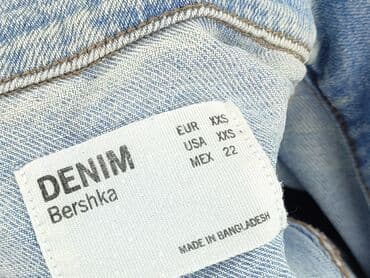 DENIM
Bershka
EUR XXS
USA XXS
MEX 22
MADE IN BANGLADESH